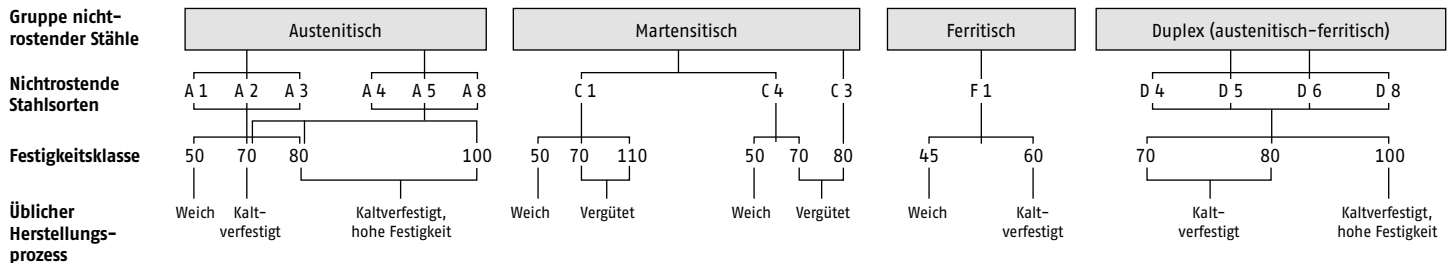 Gruppe nicht-
rostender Stähle
Austenitisch
Martensitisch
Ferritisch
Duplex (austenitisch-ferritisch)
Nichtrostende
Stahlsorten
A 1 A 2 A 3 A 4 A 5 A 8 C 1 C 4 C 3 F 1 D 4 D 5 D 6 D 8
Festigkeitsklasse
50 70 80 100 50 70 110 50 70 80 45 60 70 80 100
Üblicher
Herstellungs-
prozess
Weich
Kalt-
verfestigt
Kaltverfestigt,
hohe Festigkeit
Weich
Vergütet
Weich
Vergütet
Weich
Kalt-
verfestigt
Kalt-
verfestigt
Kaltverfestigt,
hohe Festigkeit